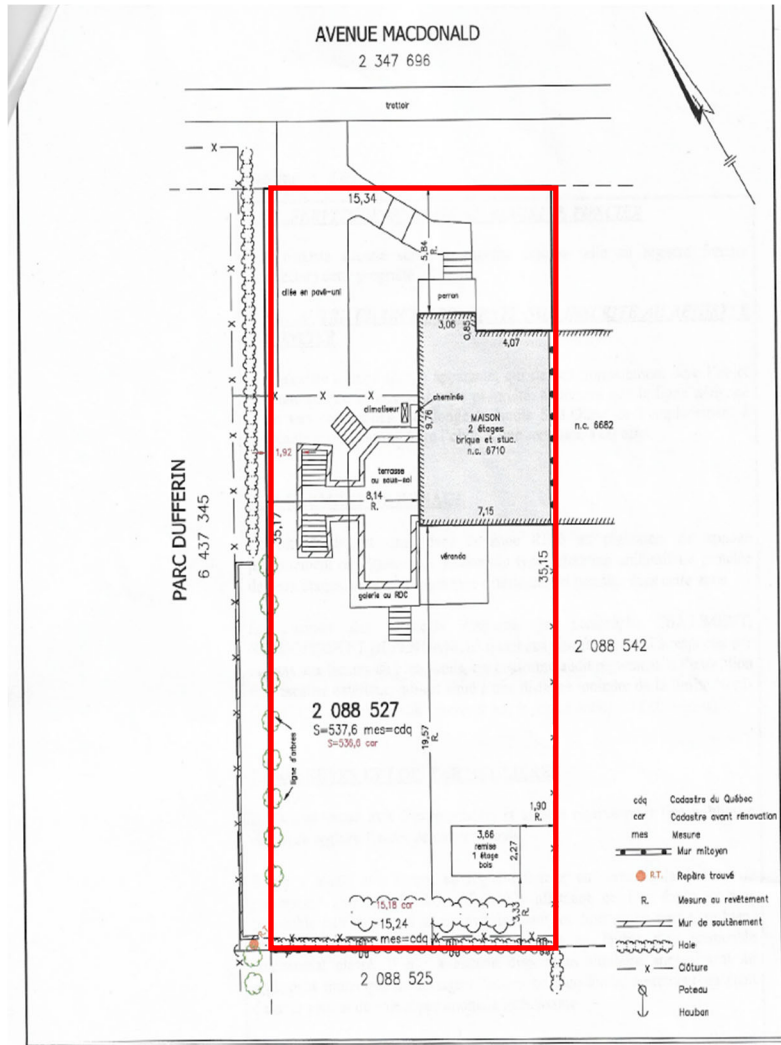 AVENUE MACDONALD
2 347 696
trottoir
15,34
5,84
R.
allée en pavé-uni
perron
3,06
0,85
4,07
cheminée
climatiseur
9,76
MAISON
2 étages
brique et stuc.
n.c. 6710
n.c. 6682
1,92
terrasse
au sous-sol
8,14
R.
7,15
35,17
35,15
véranda
galerie au RDC
PARC DUFFERIN
6 437 345
2 088 542
2 088 527
S=537,6 mes=cdq
S=536,6 car
ligne d'arbres
19,57
R.
1,90
R.
3,66
remise
1 étage
bois
2,27
3,33
R.
15,18 car
15,24
mes=cdq
R.T.
2 088 525
cdq Cadastre du Québec
car Cadastre avant rénovation
mes Mesure
Mur mitoyen
R.T. Repère trouvé
R. Mesure au revêtement
Mur de soutènement
Haie
X Clôture
Poteau
Hauban